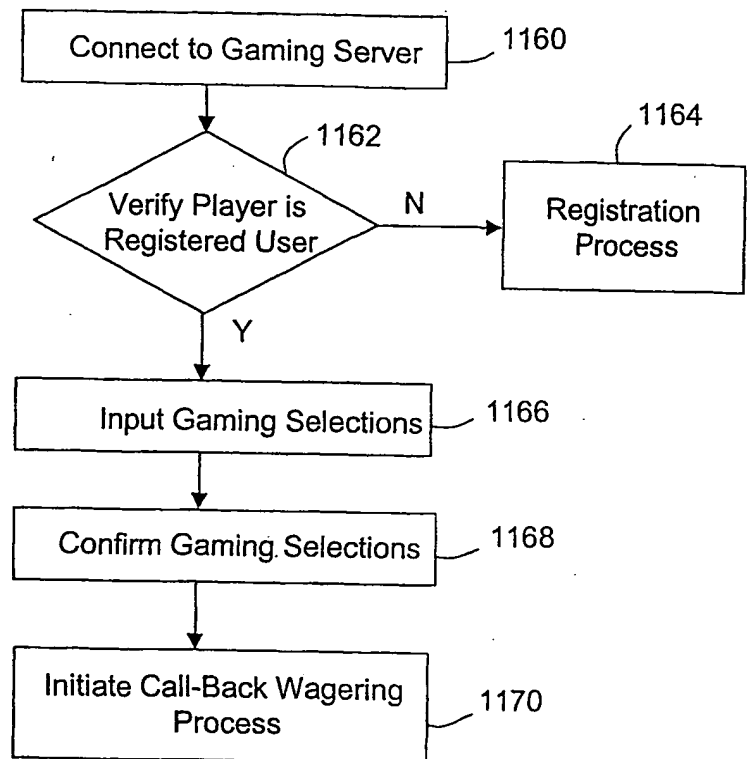 Connect to Gaming Server
1160
1162
1164
Verify Player is
Registered User
N
Registration
Process
Y
Input Gaming Selections
1166
Confirm Gaming Selections
1168
Initiate Call-Back Wagering
Process
1170